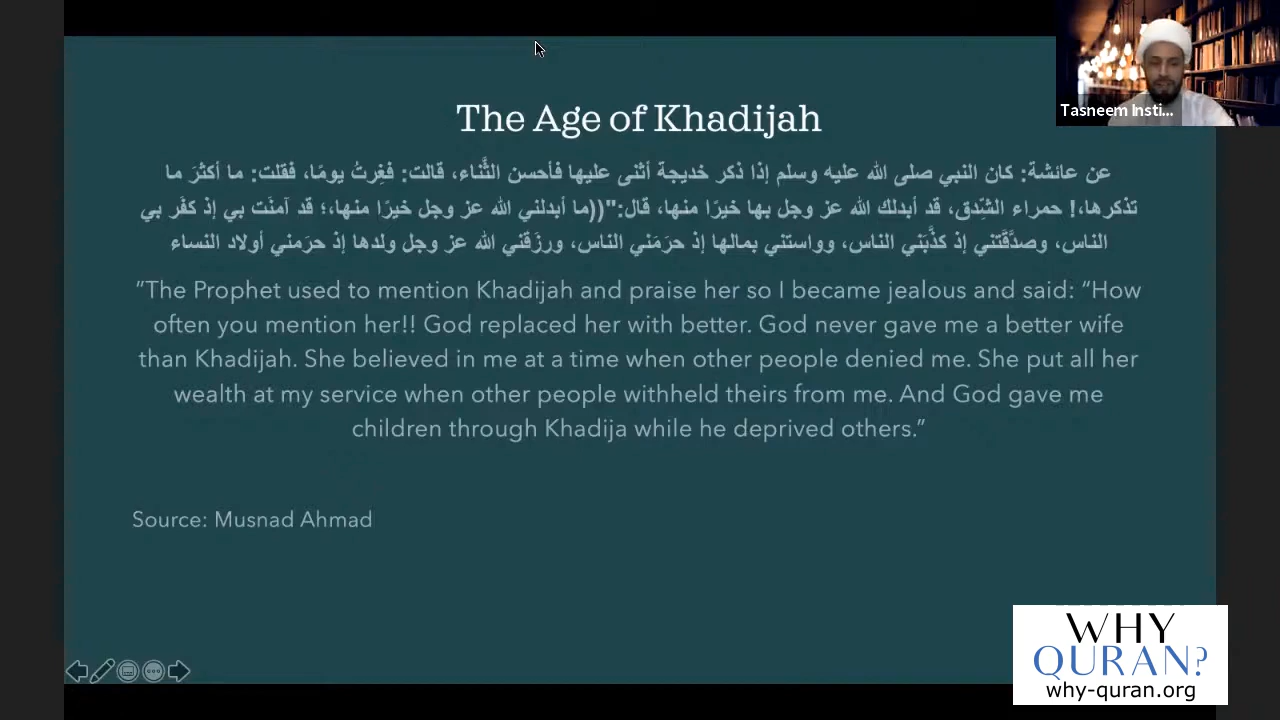 The Age of Khadijah
عن عائشة: كان النبي صلى الله عليه وسلم إذا ذكر خديجة أثنى عليها فأحسن الثَّناء، قالت: فغِرتُ يومًا، فقلت: ما أكثرَ ما
تذكرها،! حمراء الشِّدق، قد أبدلك الله عز وجل بها خيرًا منها، قال:"((ما أبدلني الله عز وجل خيرًا منها،؛ قد آمنَت بي إذ كفَر بي
الناس، وصدَّقَتني إذ كذَّبَني الناس، وواستني بمالها إذ حرَمَني الناس، ورزَقني الله عز وجل ولدها إذ حرَمني أولاد النساء
”The Prophet used to mention Khadijah and praise her so I became jealous and said: “How
often you mention her!! God replaced her with better. God never gave me a better wife
than Khadijah. She believed in me at a time when other people denied me. She put all her
wealth at my service when other people withheld theirs from me. And God gave me
children through Khadija while he deprived others.”
Source: Musnad Ahmad
Tasneem Insti...
WHY
QURAN?
why-quran.org